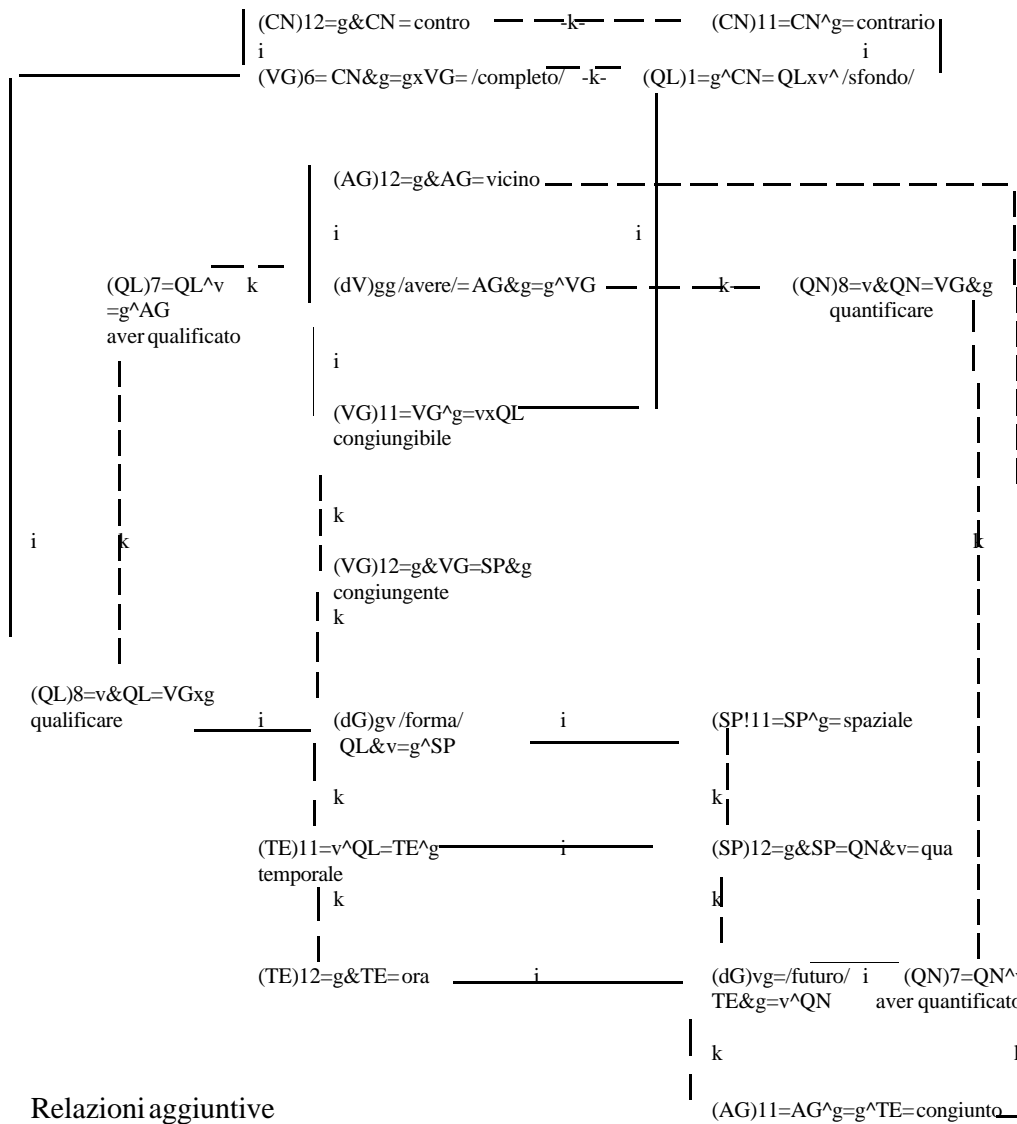 (CN)12=g&CN=contro -k- (CN)11=CN^g=contrario
i i
(VG)6= CN&g=gxVG= /completo/ -k- (QL)1=g^CN= QLxv^ /sfondo/
(AG)12=g&AG=vicino
i i
(QL)7=QL^v k (dV)gg /avere/= AG&g=g^VG k- (QN)8=v&QN=VG&g
=g^AG quantificare
aver qualificato
i
(VG)11=VG^g=vxQL
congiungibile
k
i k k
(VG)12=g&VG=SP&g
congiungente
k
(QL)8=v&QL=VGxg
qualificare i (dG)gv /forma/ i (SP!11=SP^g=spaziale
QL&v=g^SP
k k
(TE)11=v^QL=TE^g i (SP)12=g&SP=QN&v=qua
temporale
k k
(TE)12=g&TE=ora i (dG)vg=/futuro/ i (QN)7=QN^
TE&g=v^QN aver quantificato
k
Relazioni aggiuntive (AG)11=AG^g=g^TE=congiunto